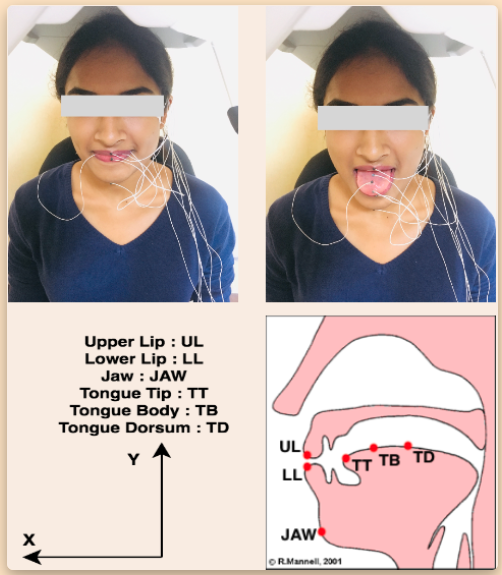 Upper Lip : UL
Lower Lip : LL
Jaw : JAW
Tongue Tip : TT
Tongue Body : TB
Tongue Dorsum : TD
Y
X
UL
LL
TT
TB
TD
JAW
© R.Mannell, 2001